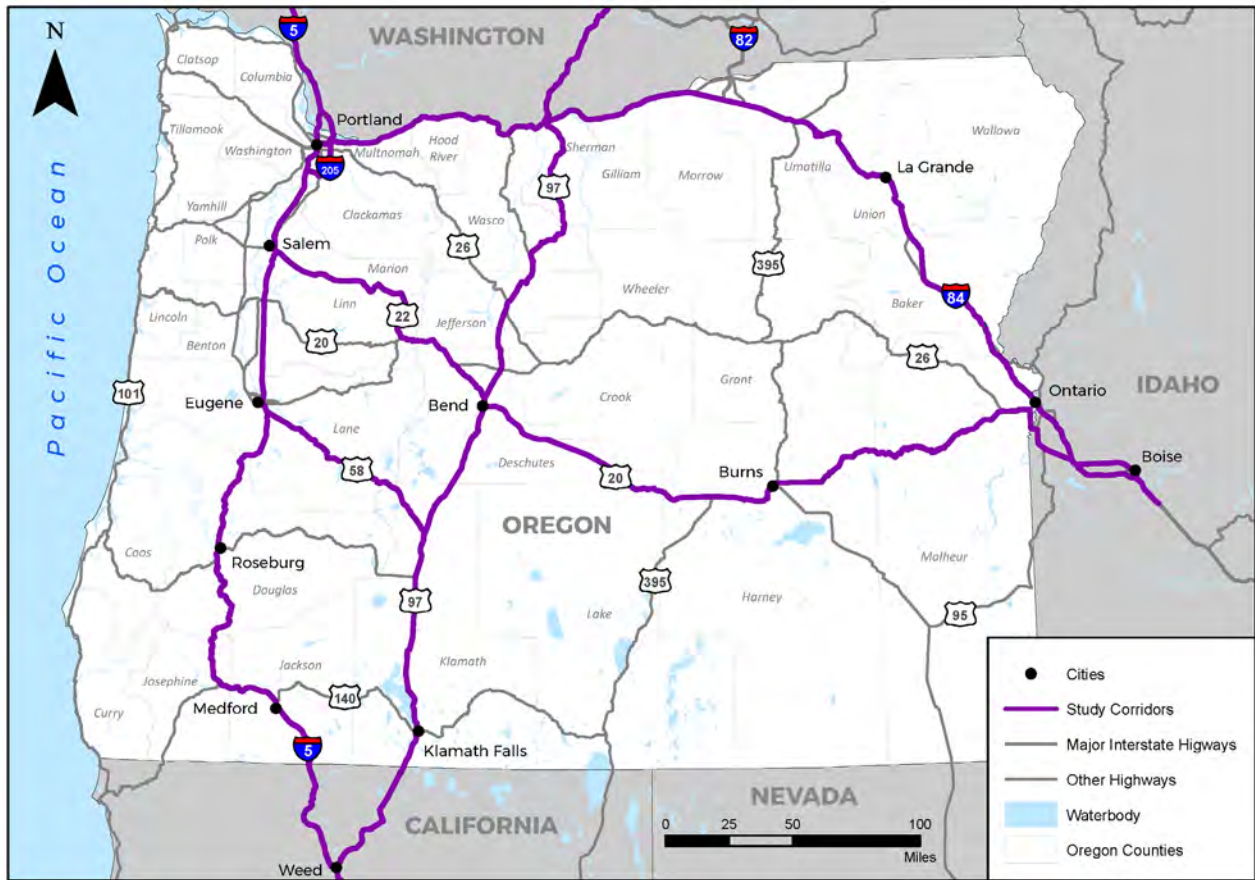 N
5
WASHINGTON
82
Clatsop
Columbia
Portland
Tillamook
Washington
Multnomah
Hood
River
Sherman
Wallowa
205
97
Gilliam
Morrow
Umatilla
La Grande
Pacific Ocean
Yamhill
Clackamas
Wasco
Union
Polk
Salem
26
Marion
395
Wheeler
Baker
84
Lincoln
Linn
22
Jefferson
20
Benton
26
IDAHO
101
Eugene
Bend
Crook
Grant
Ontario
Lane
58
Deschutes
20
Burns
Boise
OREGON
Coos
Roseburg
Douglas
97
395
Malheur
Lake
Harney
95
Josephine
Jackson
Klamath
Curry
Medford
140
5
Klamath Falls
CALIFORNIA
NEVADA
0 25 50 100
Miles
Weed
Cities
Study Corridors
Major Interstate Higways
Other Highways
Waterbody
Oregon Counties